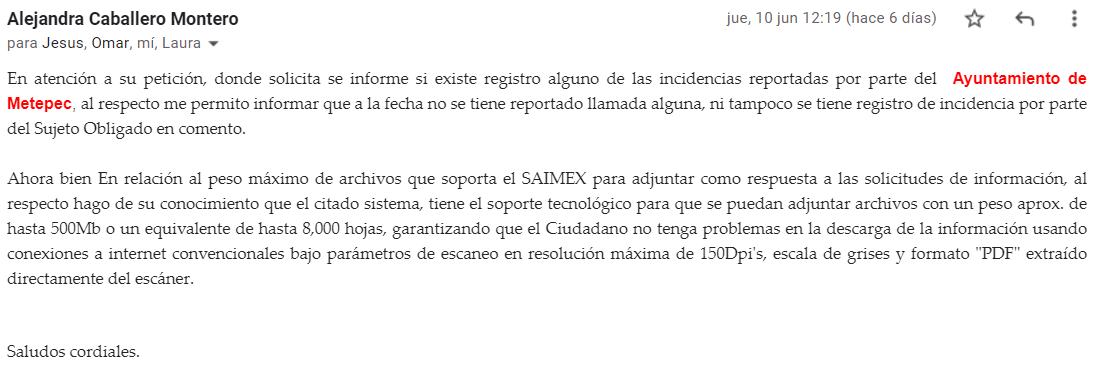 Alejandra Caballero Montero
jue, 10 jun 12:19 (hace 6 días)
para Jesus, Omar, mí, Laura
En atención a su petición, donde solicita se informe si existe registro alguno de las incidencias reportadas por parte del Ayuntamiento de
Metepec, al respecto me permito informar que a la fecha no se tiene reportado llamada alguna, ni tampoco se tiene registro de incidencia por parte
del Sujeto Obligado en comento.
Ahora bien En relación al peso máximo de archivos que soporta el SAIMEX para adjuntar como respuesta a las solicitudes de información, al
respecto hago de su conocimiento que el citado sistema, tiene el soporte tecnológico para que se puedan adjuntar archivos con un peso aprox. de
hasta 500Mb o un equivalente de hasta 8,000 hojas, garantizando que el Ciudadano no tenga problemas en la descarga de la información usando
conexiones a internet convencionales bajo parámetros de escaneo en resolución máxima de 150Dpi's, escala de grises y formato "PDF" extraído
directamente del escáner.
Saludos cordiales.